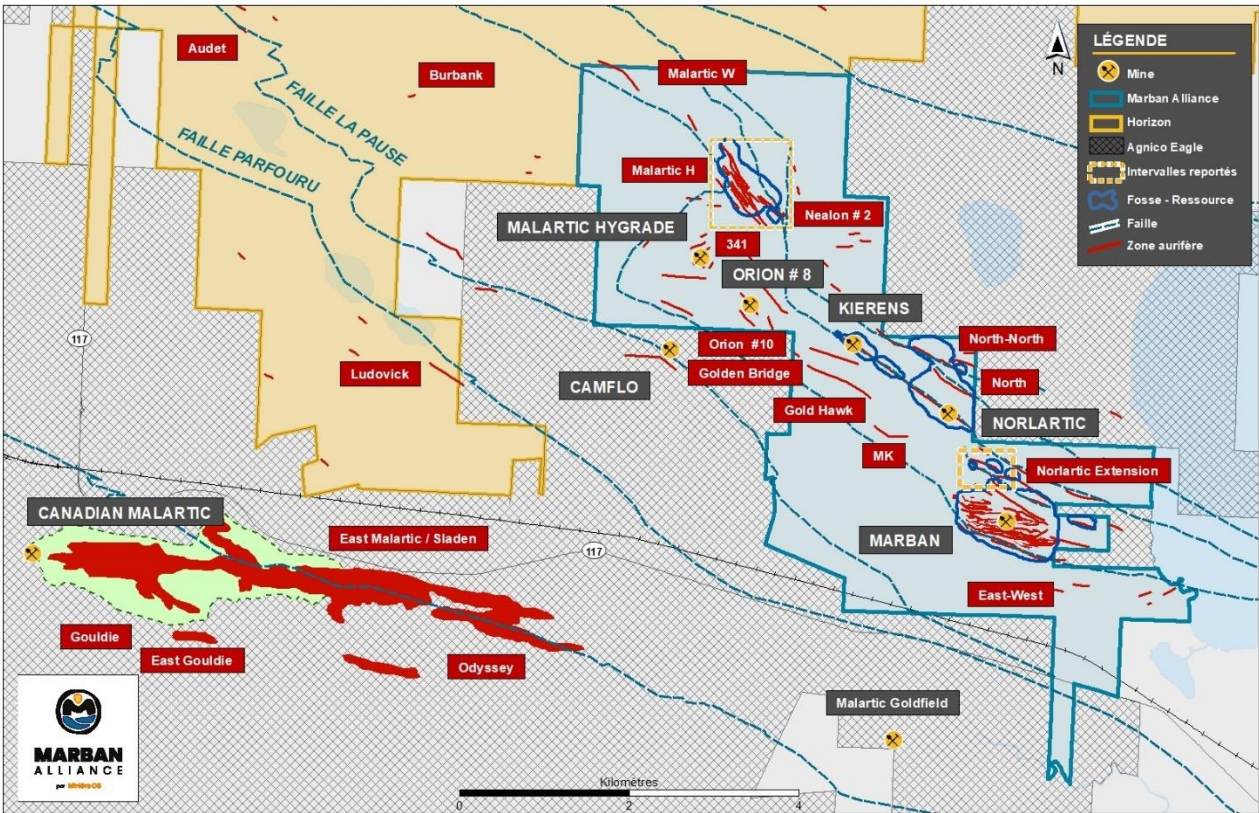 Audet
Burbank
FAILLE LA PAUSE
FAILLE PARFOURU
Malartic W
Malartic H
MALARTIC HYGRADE
Nealon # 2
341
ORION # 8
KIERENS
North-North
North
Orion #10
Golden Bridge
Ludovick
CAMFLO
Gold Hawk
NORLARTIC
MK
Norlartic Extension
MARBAN
East-West
117
117
CANADIAN MALARTIC
East Malartic / Sladen
Gouldie
East Gouldie
Odyssey
Malartic Goldfield
N
LÉGENDE
Mine
Marban Alliance
Horizon
Agnico Eagle
Intervalles reportés
Fosse - Ressource
Faille
Zone aurifère
MARBAN
ALLIANCE
par Minière O3
Kilomètres
0 2 4